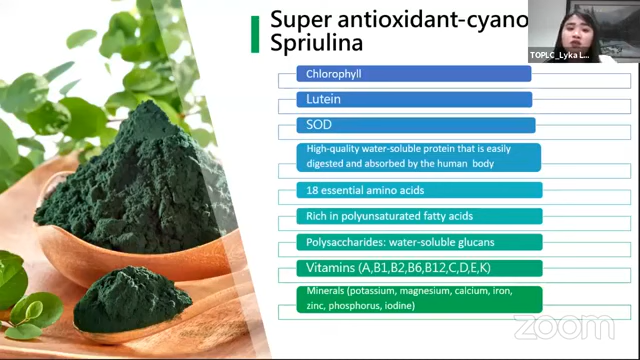 Super antioxidant-cyano
Spriulina
TOPLC_Lyka L...
Chlorophyll
Lutein
SOD
High-quality water-soluble protein that is easily
digested and absorbed by the human body
18 essential amino acids
Rich in polyunsaturated fatty acids
Polysaccharides: water-soluble glucans
Vitamins (A,B1,B2,B6,B12,C,D,E,K)
Minerals (potassium, magnesium, calcium, iron,
zinc, phosphorus, iodine)
zoom